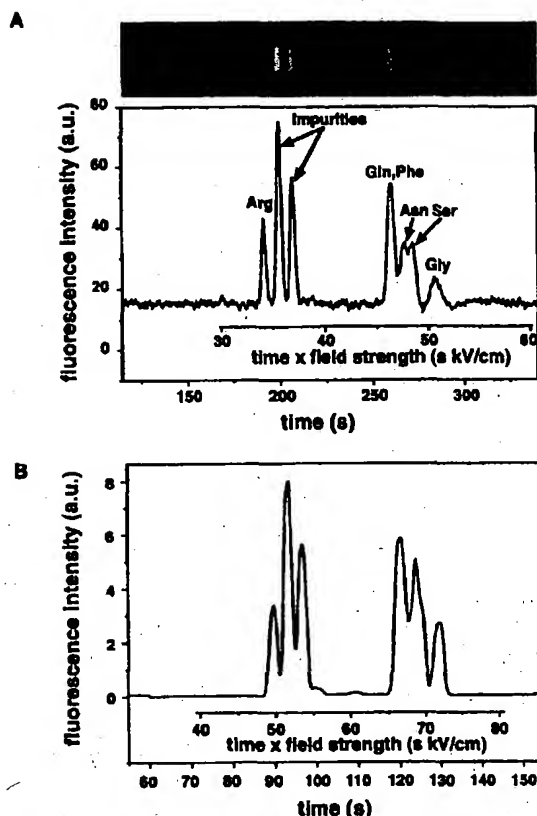 A
fluorescence intensity (a.u.)
80
60
40
20
0
Impurities
Arg
Gln,Phe
Asn Ser
Gly
30 40 50 60
time x field strength (s kV/cm)
150 200 250 300
time (s)
B
fluorescence intensity (a.u.)
8
6
4
2
0
40 50 60 70 80
time x field strength (s kV/cm)
60 70 80 90 100 110 120 130 140 150
time (s)